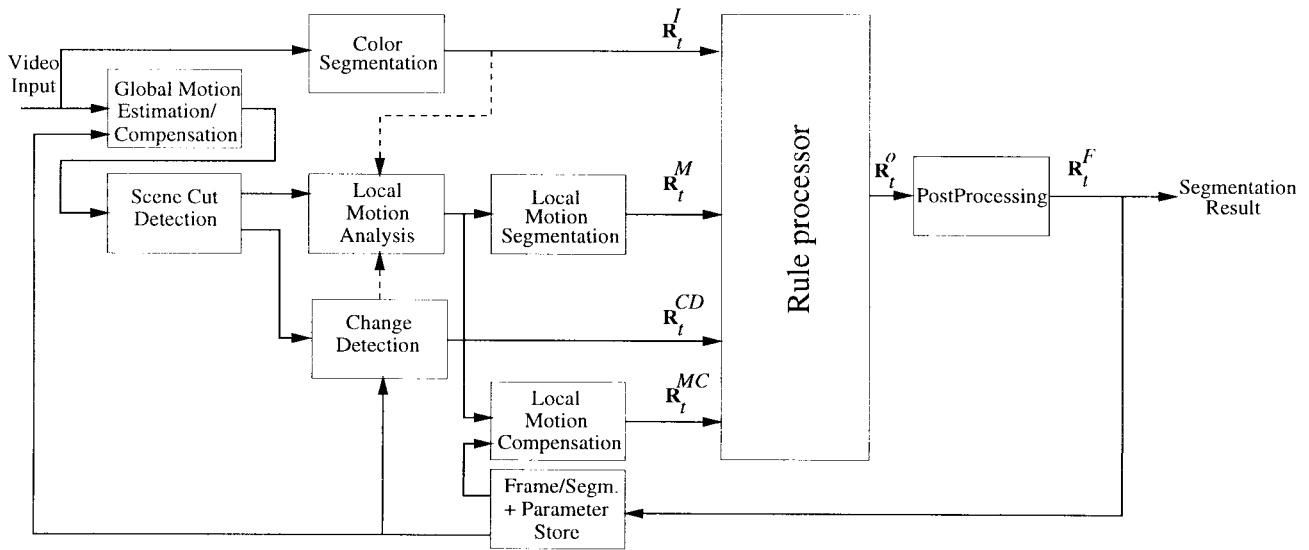 Video
Input
Color
Segmentation
R_t^I
Global Motion
Estimation/
Compensation
Scene Cut
Detection
Local
Motion
Analysis
Local
Motion
Segmentation
R_t^M
Change
Detection
R_t^CD
Local
Motion
Compensation
R_t^MC
Frame/Segm.
+ Parameter
Store
Rule processor
R_t^o
PostProcessing
R_t^F
Segmentation
Result